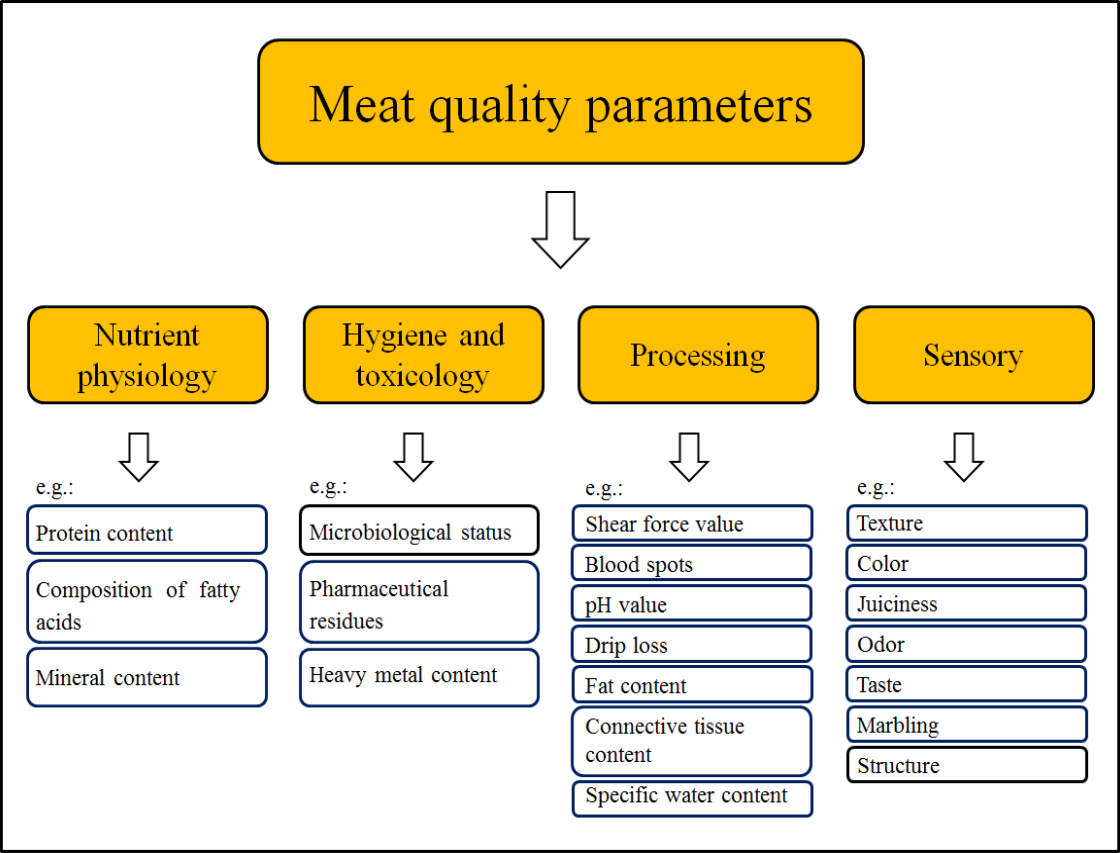 Meat quality parameters
Nutrient
physiology
Hygiene and
toxicology
Processing
Sensory
e.g.:
Protein content
Composition of fatty
acids
Mineral content
e.g.:
Microbiological status
Pharmaceutical
residues
Heavy metal content
e.g.:
Shear force value
Blood spots
pH value
Drip loss
Fat content
Connective tissue
content
Specific water content
e.g.:
Texture
Color
Juiciness
Odor
Taste
Marbling
Structure